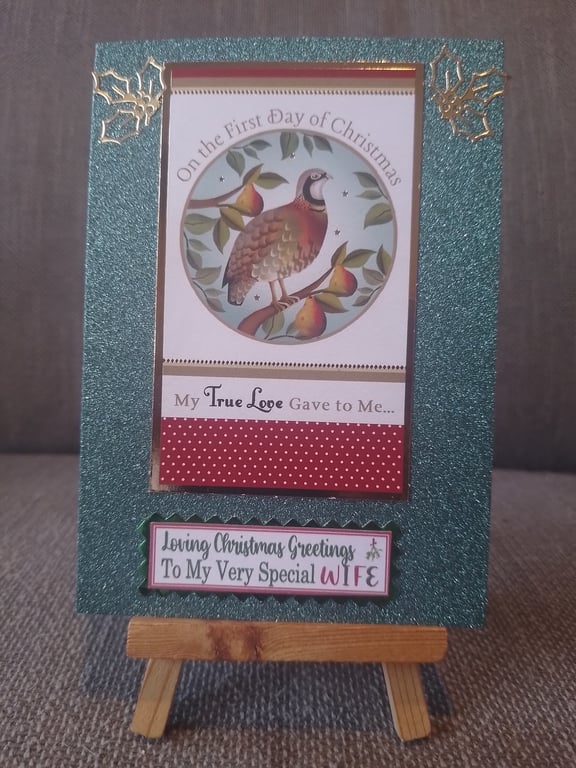 On the First Day of Christmas
My True Love Gave to Me...
Loving Christmas Greetings
To My Very Special WIFE